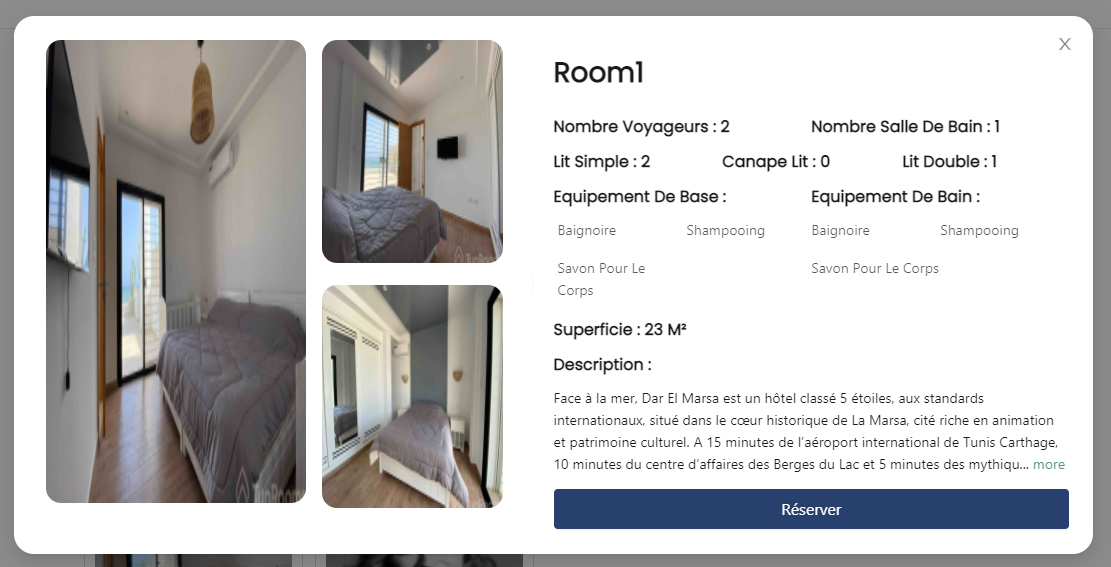 X
Room1
Nombre Voyageurs : 2
Nombre Salle De Bain : 1
Lit Simple : 2
Canape Lit : 0
Lit Double : 1
Equipement De Base :
Equipement De Bain :
Baignoire
Shampooing
Baignoire
Shampooing
Savon Pour Le
Corps
Savon Pour Le Corps
Superficie : 23 M²
Description :
Face à la mer, Dar El Marsa est un hôtel classé 5 étoiles, aux standards
internationaux, situé dans le cœur historique de La Marsa, cité riche en animation
et patrimoine culturel. A 15 minutes de l’aéroport international de Tunis Carthage,
10 minutes du centre d’affaires des Berges du Lac et 5 minutes des mythiqu... more
Réserver